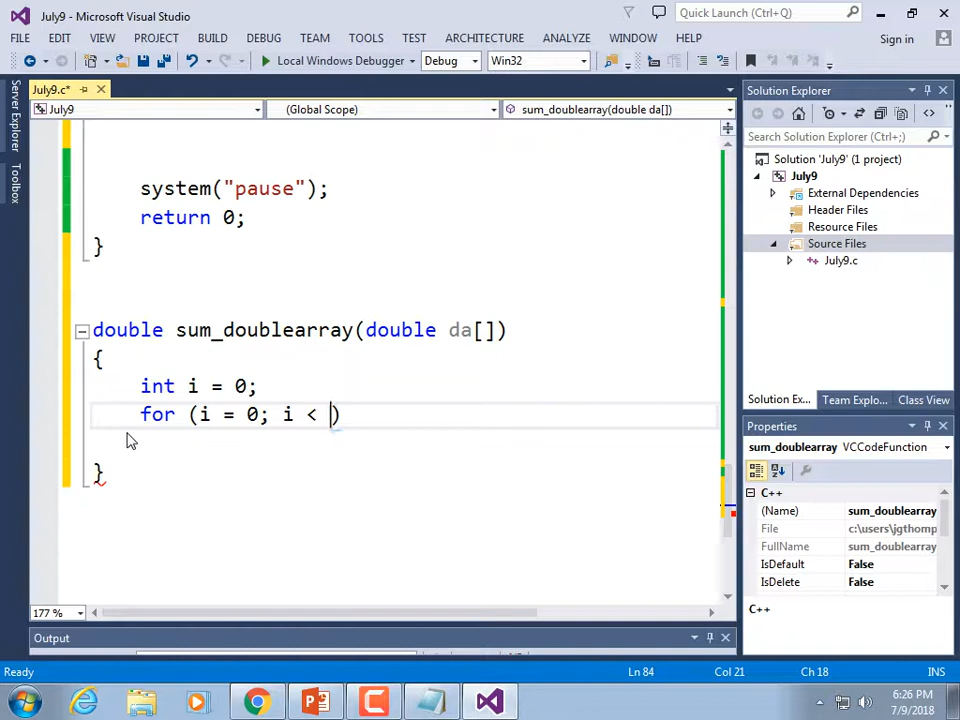 July9 - Microsoft Visual Studio
Quick Launch (Ctrl+Q)
FILE EDIT VIEW PROJECT BUILD DEBUG TEAM TOOLS TEST ARCHITECTURE ANALYZE WINDOW HELP
Sign in
Local Windows Debugger Debug Win32
July9.c*
July9 (Global Scope) sum_doublearray(double da[])
Server Explorer
Toolbox
system("pause");
return 0;
}
double sum_doublearray(double da[])
{
int i = 0;
for (i = 0; i < )
}
177 %
Output
Solution Explorer
Search Solution Explorer (Ctrl+;)
Solution 'July9' (1 project)
July9
External Dependencies
Header Files
Resource Files
Source Files
July9.c
Solution Ex... Team Explo... Class View
Properties
sum_doublearray VCCodeFunction
C++
(Name) sum_doublearray
File c:\users\jgthomp
FullName sum_doublearray
IsDefault False
IsDelete False
C++
Ready
Ln 84 Col 21 Ch 18 INS
6:26 PM
7/9/2018